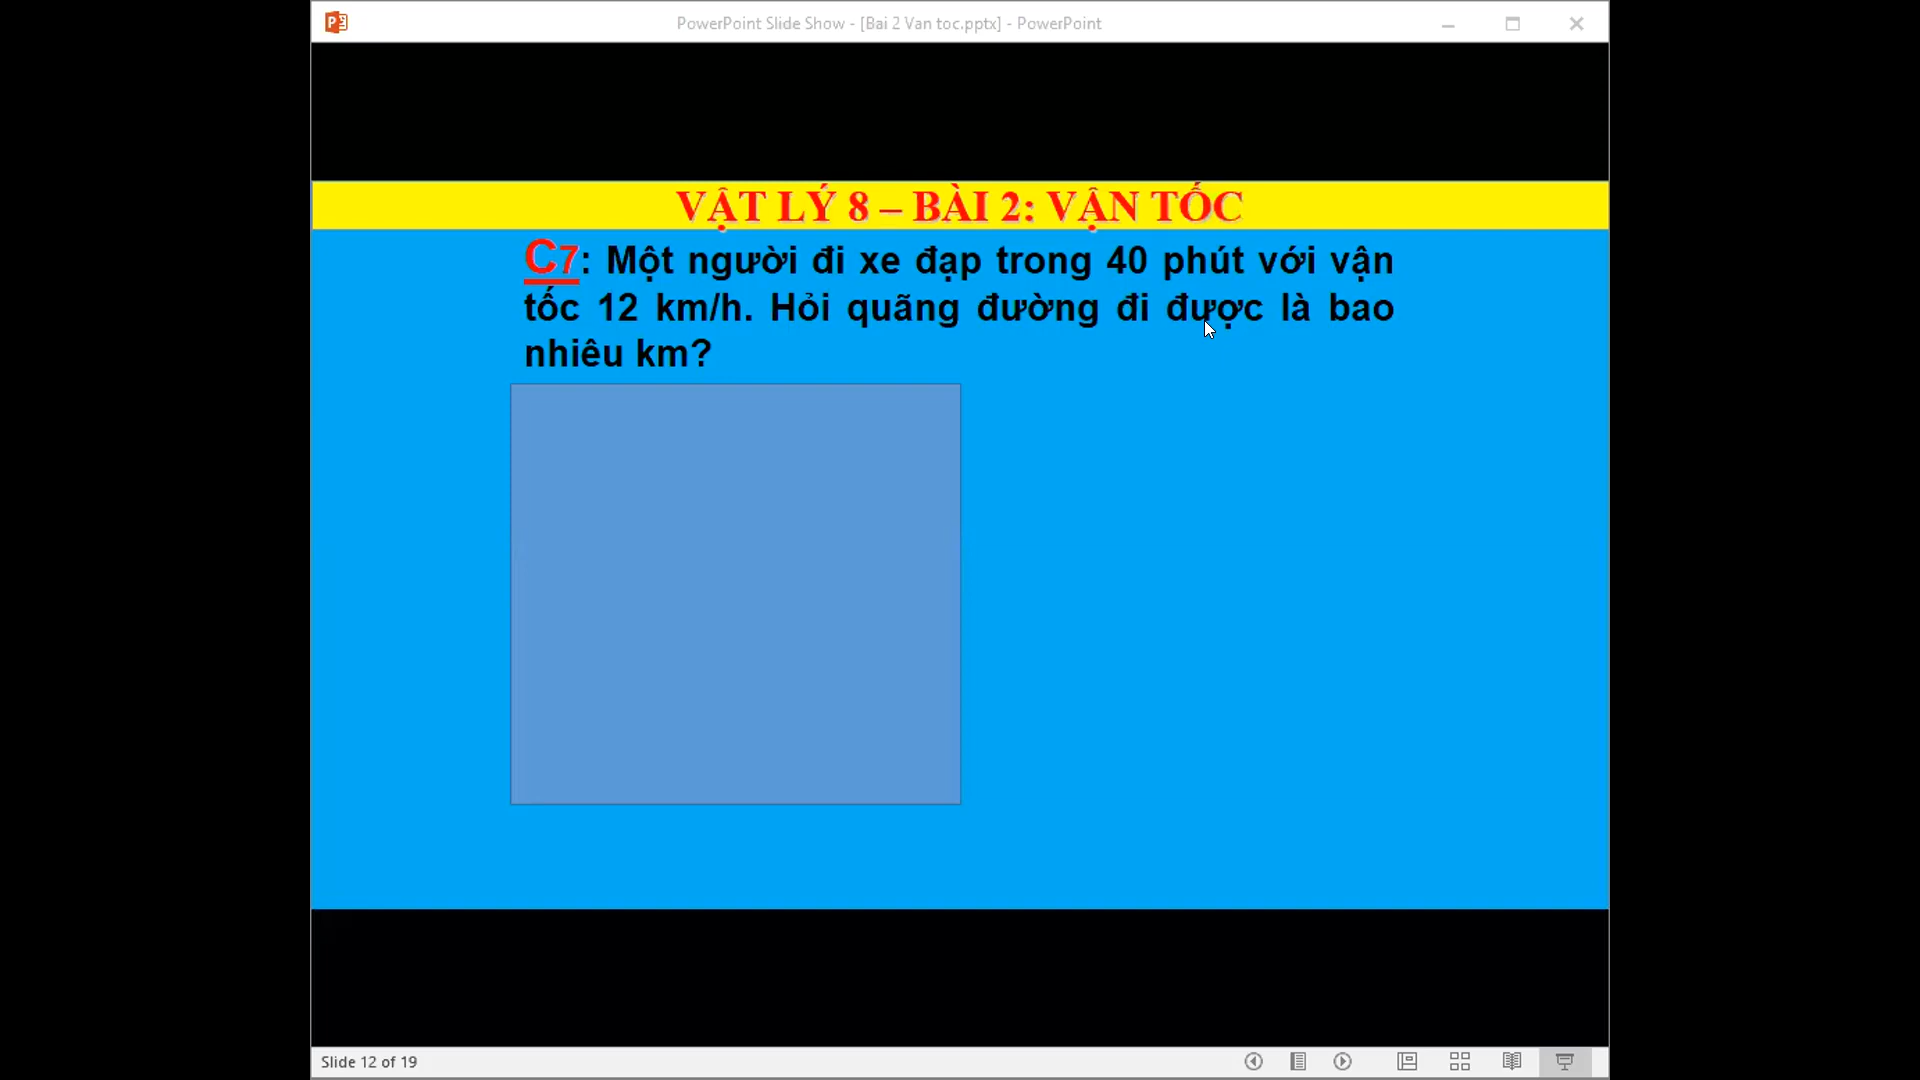 PowerPoint Slide Show - [Bai 2 Van toc.pptx] - PowerPoint
VẬT LÝ 8 – BÀI 2: VẬN TỐC
C7: Một người đi xe đạp trong 40 phút với vận
tốc 12 km/h. Hỏi quãng đường đi được là bao
nhiêu km?
Slide 12 of 19